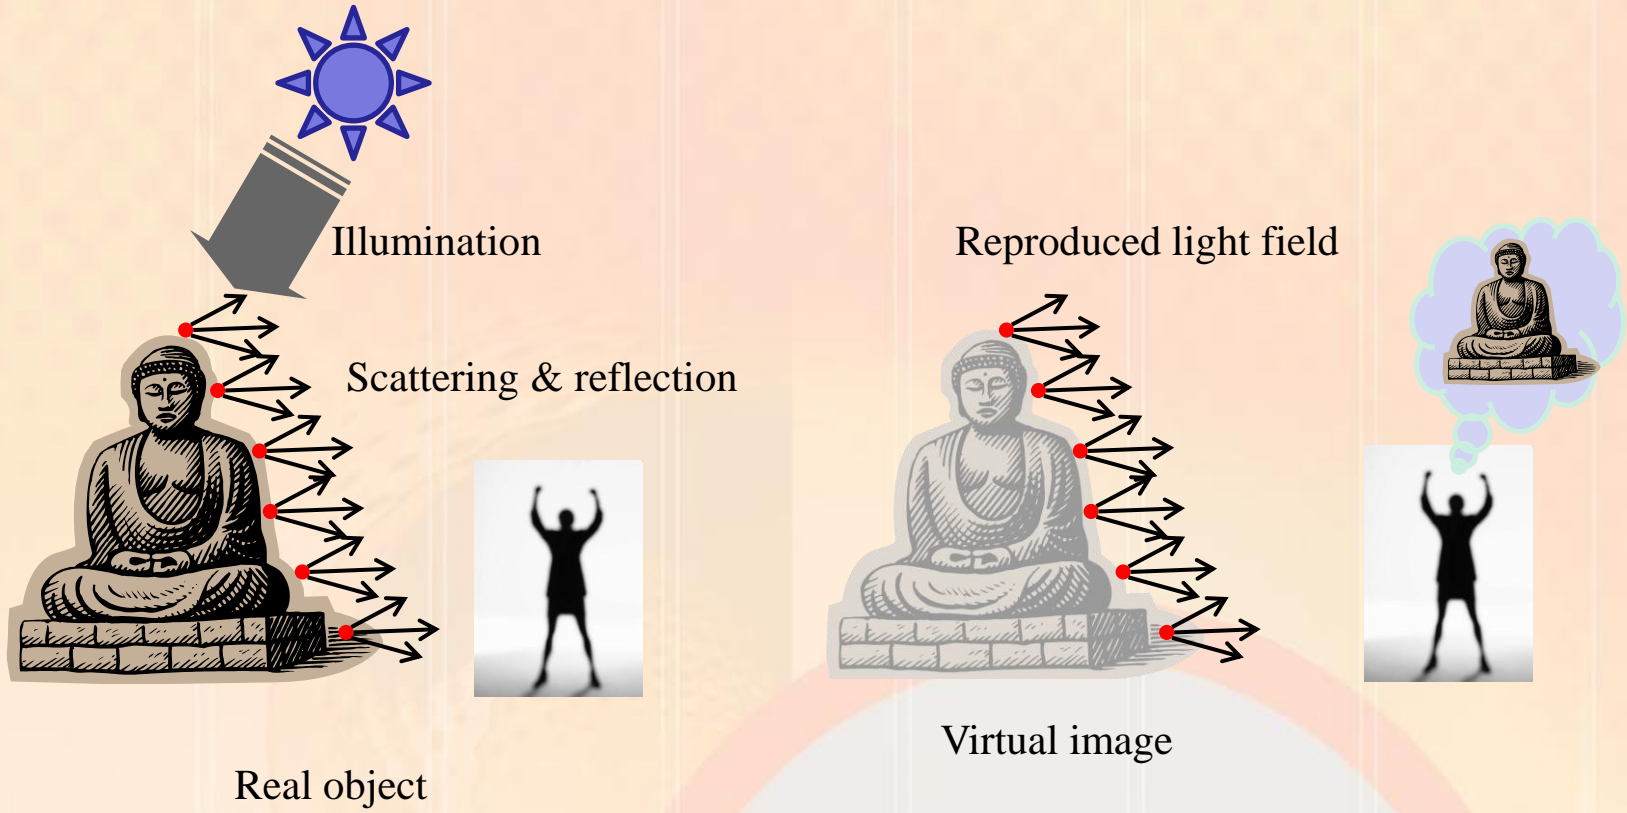 Illumination
Reproduced light field
Scattering & reflection
Virtual image
Real object